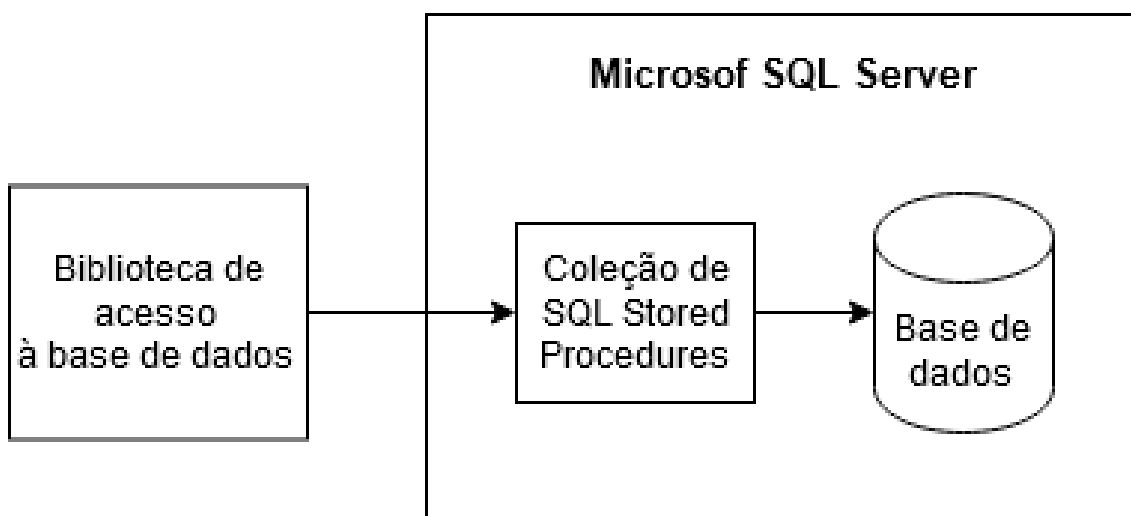 Microsof SQL Server
Biblioteca de
acesso
à base de dados
Coleção de
SQL Stored
Procedures
Base de
dados